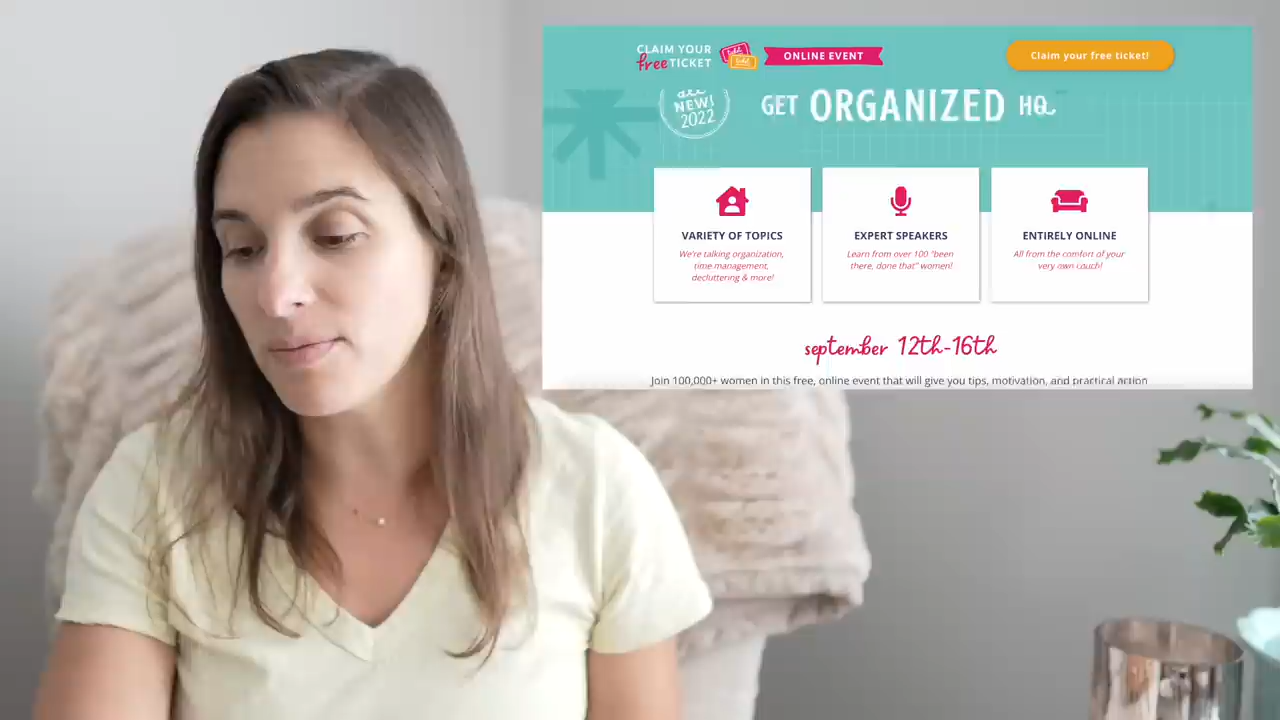 CLAIM YOUR
free TICKET
ONLINE EVENT
Claim your free ticket!
NEW!
2022
GET ORGANIZED HQ
VARIETY OF TOPICS
We're talking organization,
time management,
decluttering & more!
EXPERT SPEAKERS
Learn from over 100 "been
there, done that" women!
ENTIRELY ONLINE
All from the comfort of your
very own couch!
september 12th-16th
Join 100,000+ women in this free, online event that will give you tips, motivation, and practical action